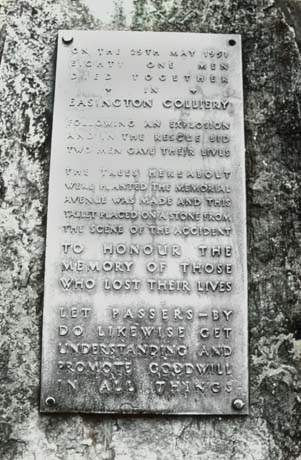 ON THE 29TH MAY 1951
EIGHTY ONE MEN
DIED TOGETHER
IN
EASINGTON COLLIERY
FOLLOWING AN EXPLOSION
AND IN THE RESCUE BID
TWO MEN GAVE THEIR LIVES
THE TREES HEREABOUT
WERE PLANTED THE MEMORIAL
AVENUE WAS MADE AND THIS
TABLET PLACED ON A STONE FROM
THE SCENE OF THE ACCIDENT
TO HONOUR THE
MEMORY OF THOSE
WHO LOST THEIR LIVES
LET PASSERS-BY
DO LIKEWISE GET
UNDERSTANDING AND
PROMOTE GOODWILL
IN ALL THINGS